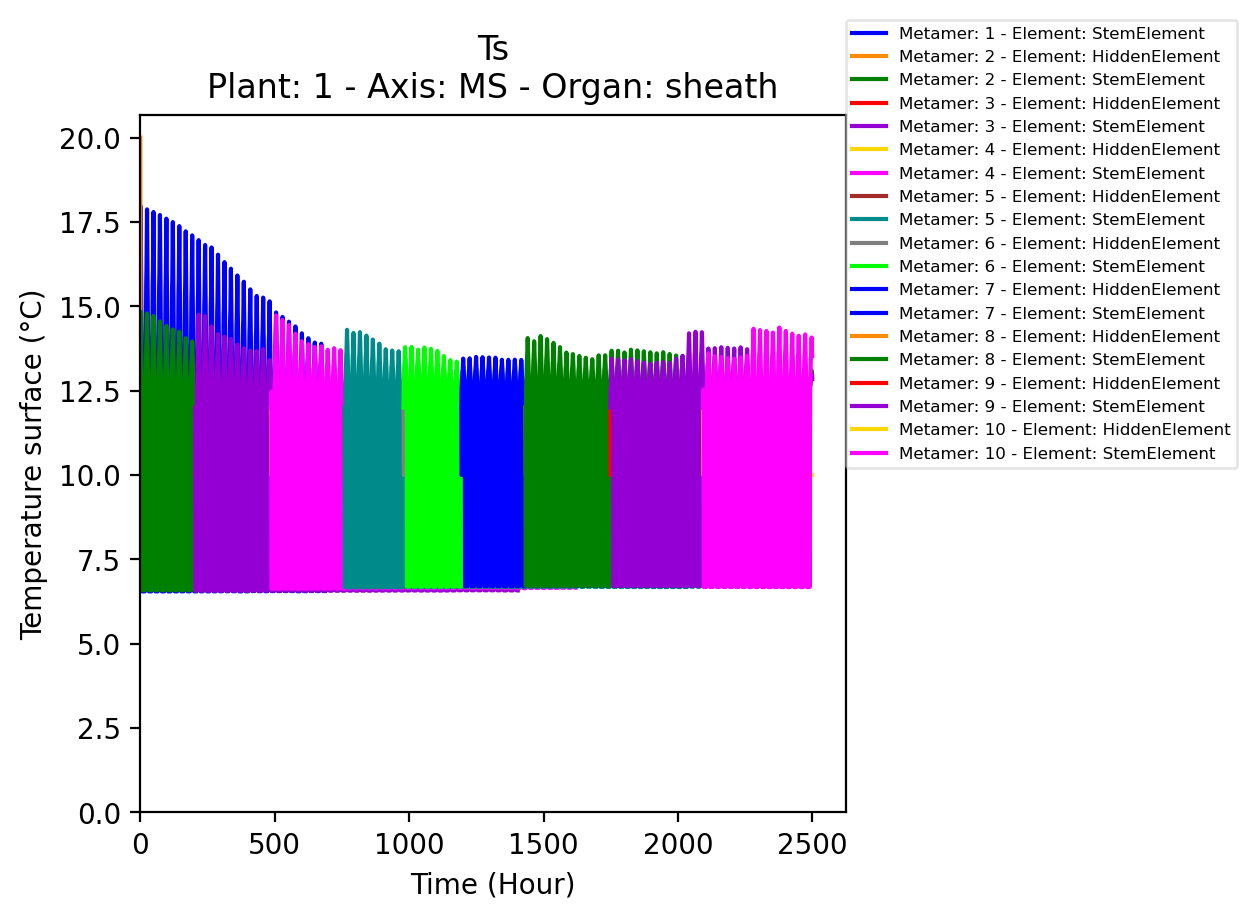 Ts
Plant: 1 - Axis: MS - Organ: sheath
Metamer: 1 - Element: StemElement
Metamer: 2 - Element: HiddenElement
Metamer: 2 - Element: StemElement
Metamer: 3 - Element: HiddenElement
Metamer: 3 - Element: StemElement
Metamer: 4 - Element: HiddenElement
Metamer: 4 - Element: StemElement
Metamer: 5 - Element: HiddenElement
Metamer: 5 - Element: StemElement
Metamer: 6 - Element: HiddenElement
Metamer: 6 - Element: StemElement
Metamer: 7 - Element: HiddenElement
Metamer: 7 - Element: StemElement
Metamer: 8 - Element: HiddenElement
Metamer: 8 - Element: StemElement
Metamer: 9 - Element: HiddenElement
Metamer: 9 - Element: StemElement
Metamer: 10 - Element: HiddenElement
Metamer: 10 - Element: StemElement
Temperature surface (°C)
20.0
17.5
15.0
12.5
10.0
7.5
5.0
2.5
0.0
0 500 1000 1500 2000 2500
Time (Hour)